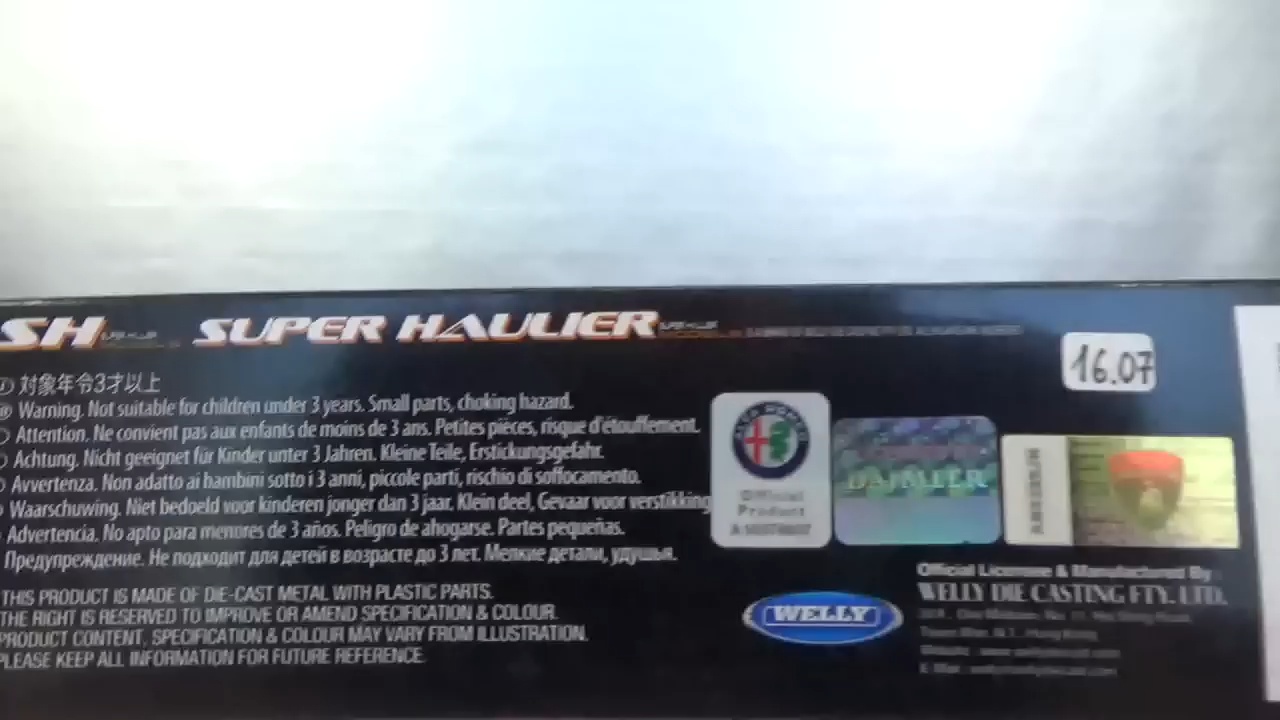 SH
SUPER HAULIER
16.07
対象年令3才以上
Warning. Not suitable for children under 3 years. Small parts, choking hazard.
Attention. Ne convient pas aux enfants de moins de 3 ans. Petites pièces, risque d'étouffement.
Achtung. Nicht geeignet für Kinder unter 3 Jahren. Kleine Teile, Erstickungsgefahr.
Avvertenza. Non adatto ai bambini sotto i 3 anni, piccole parti, rischio di soffocamento.
Waarschuwing. Niet bedoeld voor kinderen jonger dan 3 jaar. Klein deel, Gevaar voor verstikking
Advertencia. No apto para menores de 3 años. Peligro de ahogarse. Partes pequeñas.
Предупреждение. Не подходит для детей в возрасте до 3 лет. Мелкие детали, удушья.
THIS PRODUCT IS MADE OF DIE-CAST METAL WITH PLASTIC PARTS.
THE RIGHT IS RESERVED TO IMPROVE OR AMEND SPECIFICATION & COLOUR.
PRODUCT CONTENT, SPECIFICATION & COLOUR MAY VARY FROM ILLUSTRATION.
PLEASE KEEP ALL INFORMATION FOR FUTURE REFERENCE.
ALFA ROMEO
Official
Product
DAIMLER
WELLY
Official Licensee & Manufactured By:
WELLY DIE CASTING FTY. LTD.